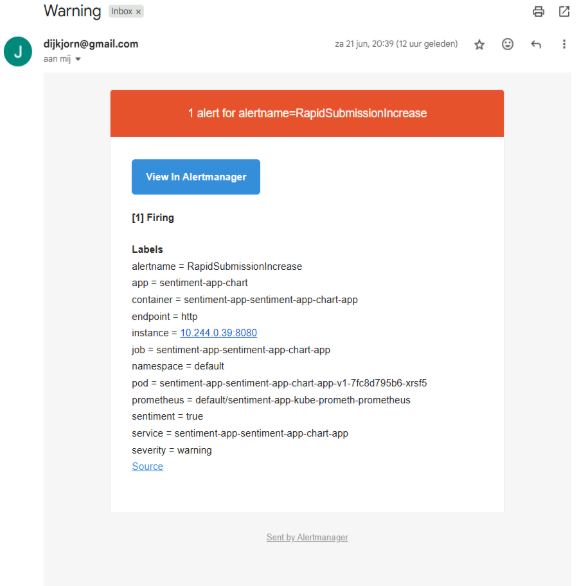 Warning Inbox x
J
dijkjorn@gmail.com za 21 jun, 20:39 (12 uur geleden)
aan mij
1 alert for alertname=RapidSubmissionIncrease
View In Alertmanager
[1] Firing
Labels
alertname = RapidSubmissionIncrease
app = sentiment-app-chart
container = sentiment-app-sentiment-app-chart-app
endpoint = http
instance = 10.244.0.39:8080
job = sentiment-app-sentiment-app-chart-app
namespace = default
pod = sentiment-app-sentiment-app-chart-app-v1-7fc8d795b6-xrsf5
prometheus = default/sentiment-app-kube-prometh-prometheus
sentiment = true
service = sentiment-app-sentiment-app-chart-app
severity = warning
Source
Sent by Alertmanager